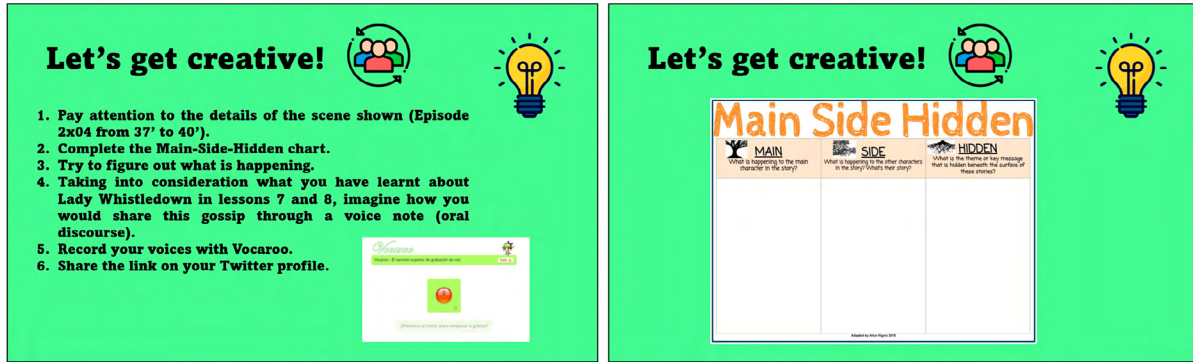 Let's get creative!
1. Pay attention to the details of the scene shown (Episode
2x04 from 37' to 40').
2. Complete the Main-Side-Hidden chart.
3. Try to figure out what is happening.
4. Taking into consideration what you have learnt about
Lady Whistledown in lessons 7 and 8, imagine how you
would share this gossip through a voice note (oral
discourse).
5. Record your voices with Vocaroo.
6. Share the link on your Twitter profile.
Vocaroo
Vocaroo - El servicio superior de grabación de voz.
¡Presiona el botón para empezar a grabar!
Let's get creative!
Main Side Hidden
MAIN
What is happening to the main
character in the story?
SIDE
What is happening to the other characters
in the story? What's their story?
HIDDEN
What is the theme or key message
that is hidden beneath the surface of
these stories?
Adapted by Alice Vigors 2019